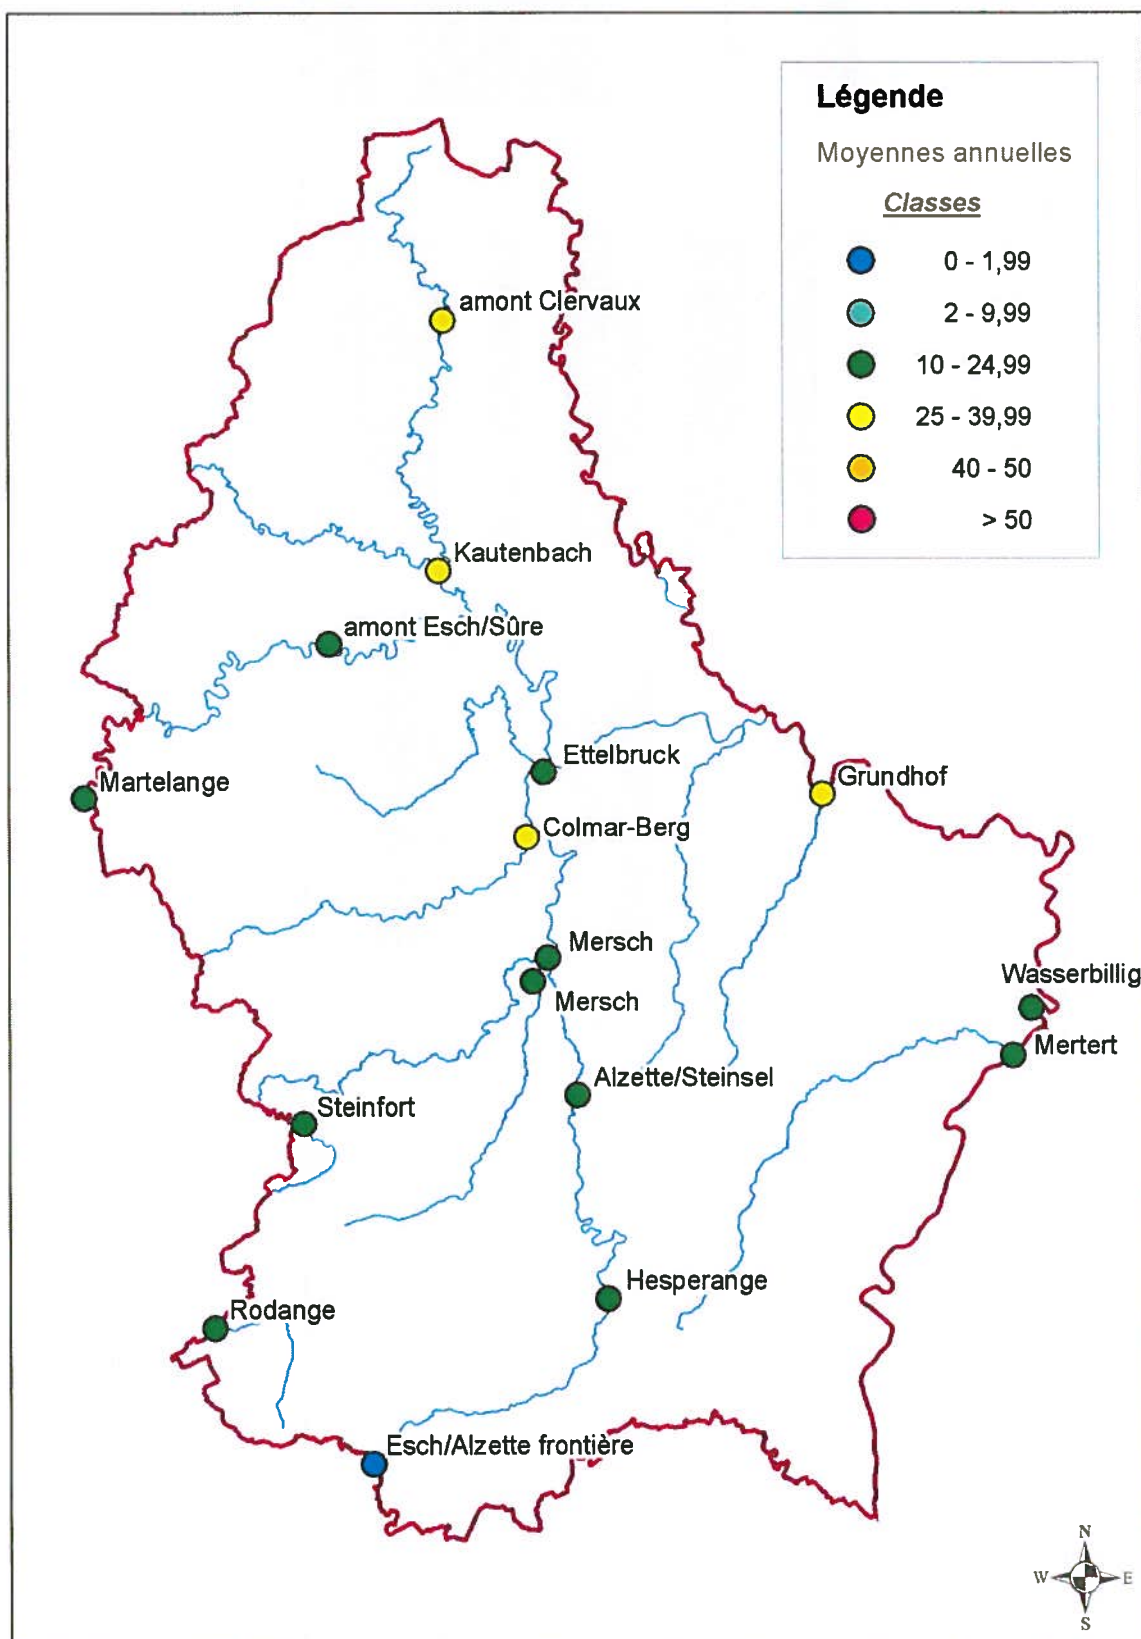 Légende
Moyennes annuelles
Classes
0 - 1,99
2 - 9,99
10 - 24,99
25 - 39,99
40 - 50
> 50
amont Clervaux
Kautenbach
amont Esch/Sûre
Ettelbruck
Martelange
Grundhof
Colmar-Berg
Mersch
Wasserbillig
Mersch
Mertert
Alzette/Steinsel
Steinfort
Hesperange
Rodange
Esch/Alzette frontière
N
W E
S